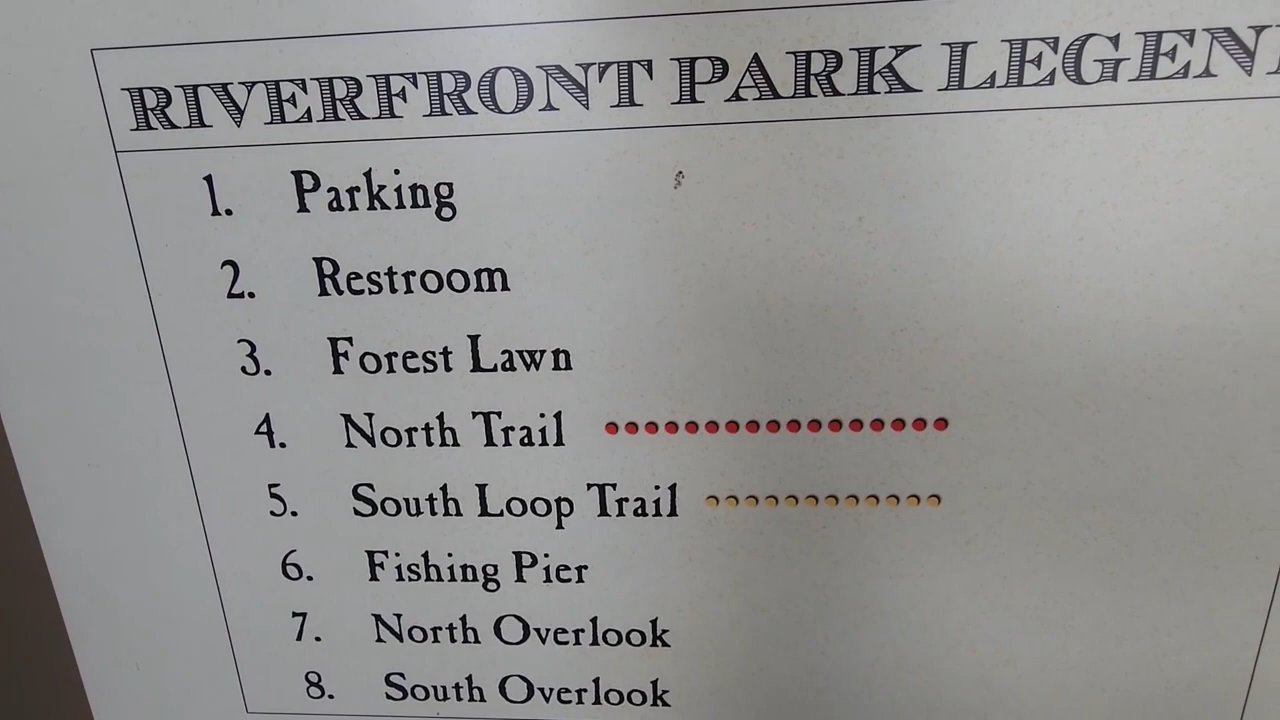 RIVERFRONT PARK LEGEN
1. Parking
2. Restroom
3. Forest Lawn
4. North Trail
5. South Loop Trail
6. Fishing Pier
7. North Overlook
8. South Overlook